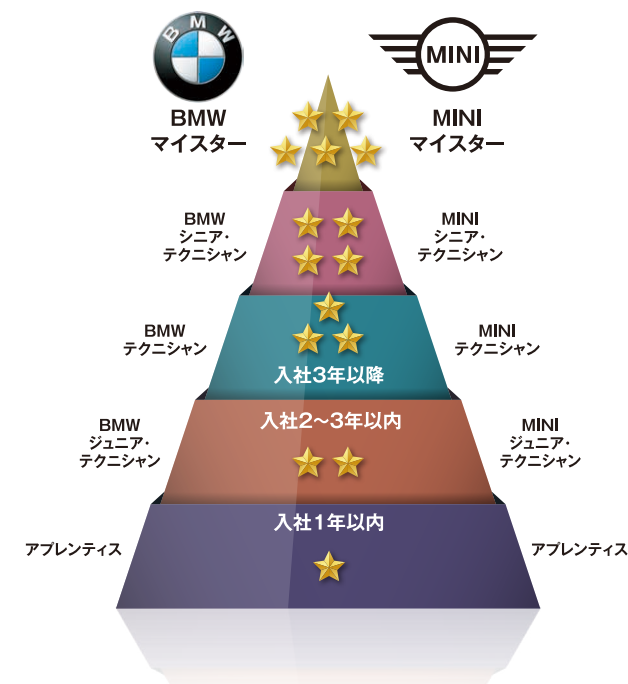 BMW
MINI
BMW
マイスター
MINI
マイスター
BMW
シニア・
テクニシャン
MINI
シニア・
テクニシャン
BMW
テクニシャン
MINI
テクニシャン
入社3年以降
BMW
ジュニア・
テクニシャン
入社2〜3年以内
MINI
ジュニア・
テクニシャン
アプレンティス
入社1年以内
アプレンティス